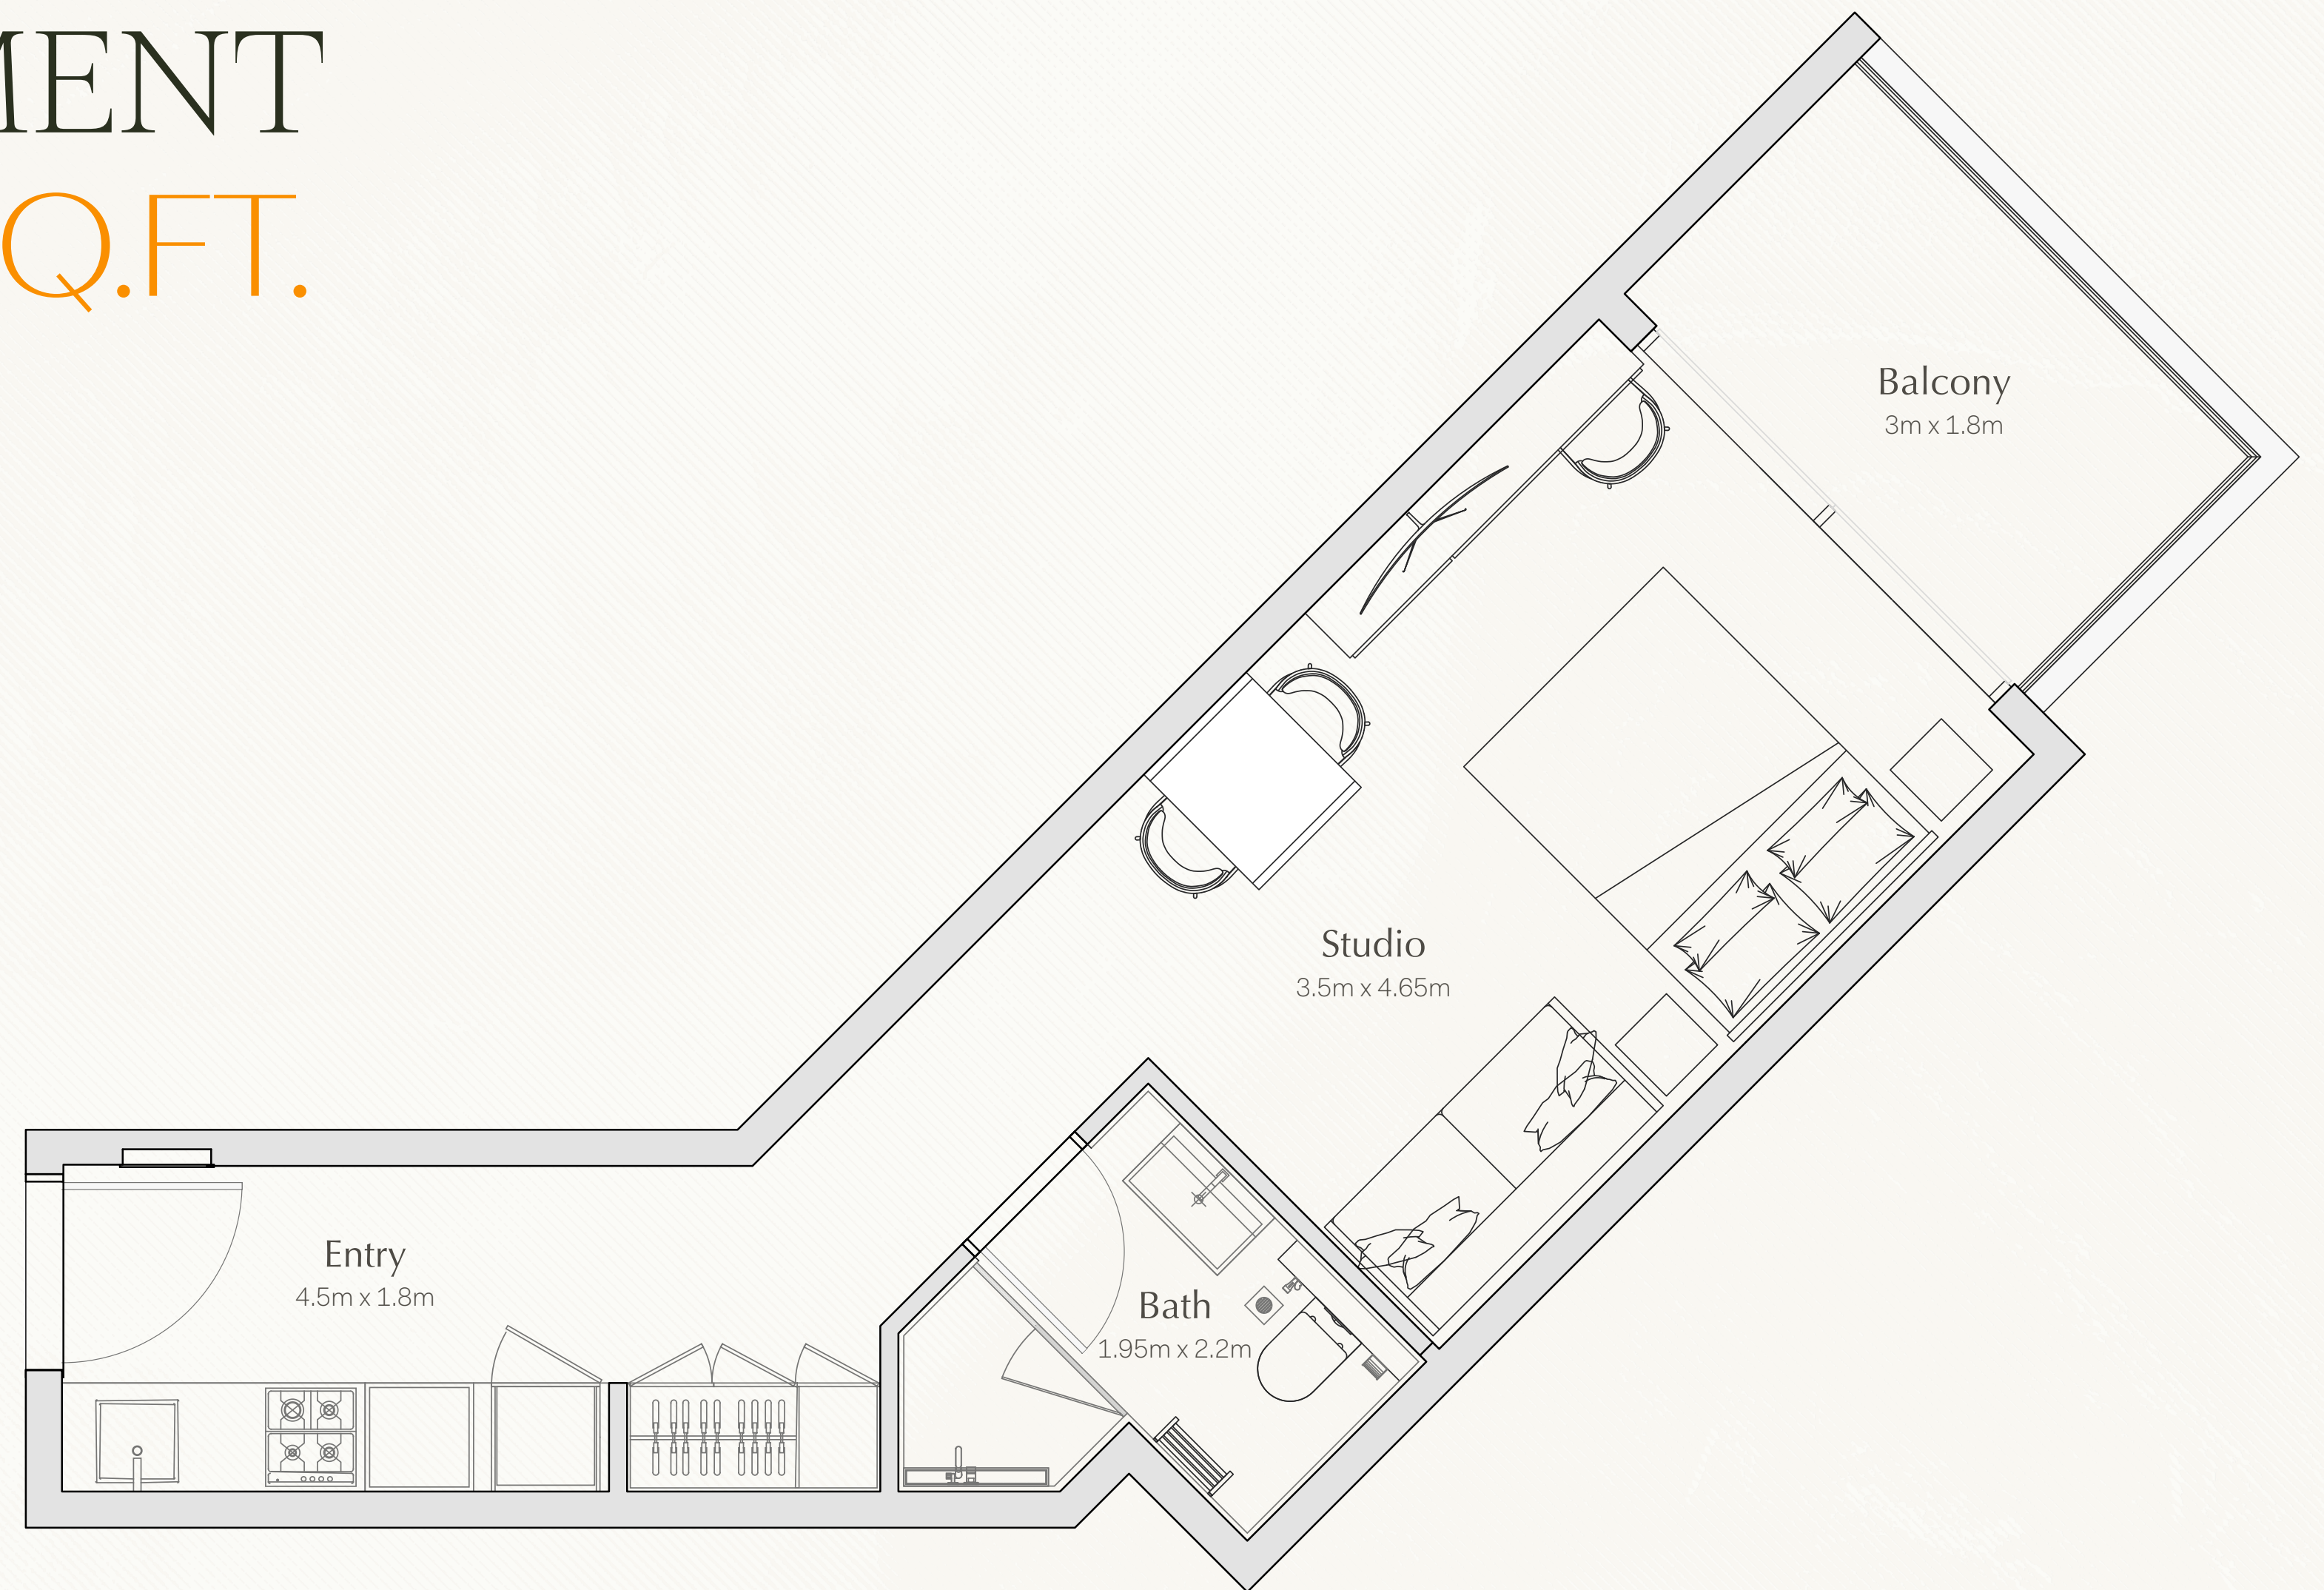 MENT
Q.FT.
Balcony
3m x 1.8m
Studio
3.5m x 4.65m
Entry
4.5m x 1.8m
Bath
1.95m x 2.2m